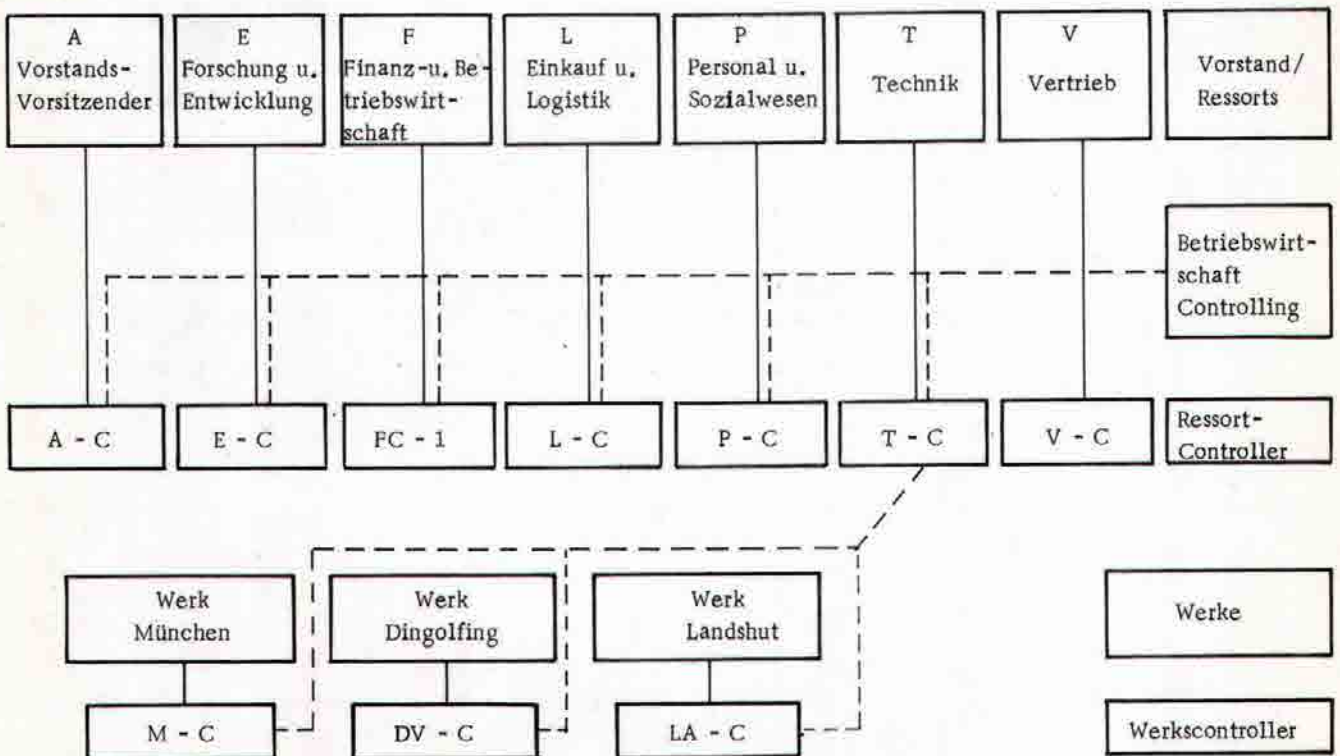 A
Vorstands-
Vorsitzender
E
Forschung u.
Entwicklung
F
Finanz-u. Be-
triebswirt-
schaft
L
Einkauf u.
Logistik
P
Personal u.
Sozialwesen
T
Technik
V
Vertrieb
Vorstand/
Ressorts
Betriebswirt-
schaft
Controlling
A - C
E - C
FC - 1
L - C
P - C
T - C
V - C
Ressort-
Controller
Werk
München
Werk
Dingolfing
Werk
Landshut
Werke
M - C
DV - C
LA - C
Werkscontroller